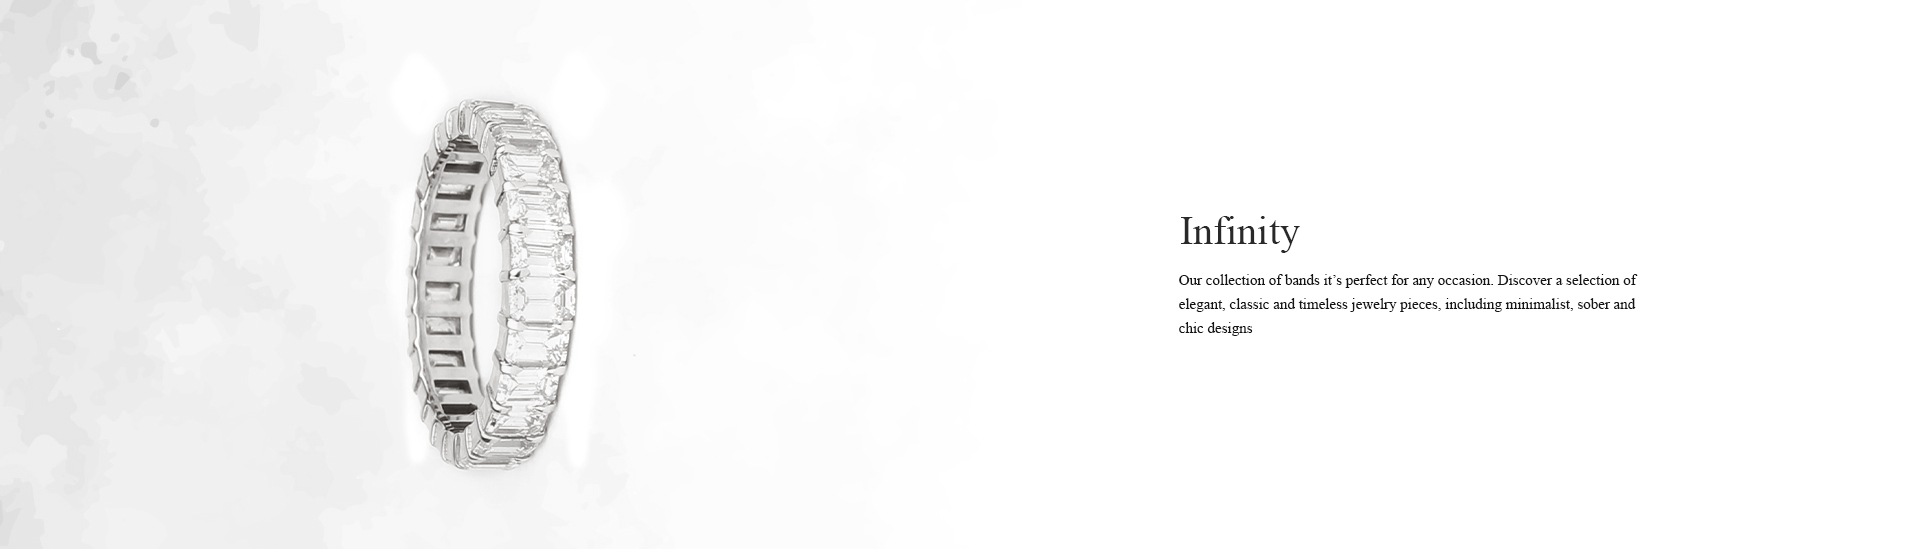 Infinity
Our collection of bands it’s perfect for any occasion. Discover a selection of
elegant, classic and timeless jewelry pieces, including minimalist, sober and
chic designs